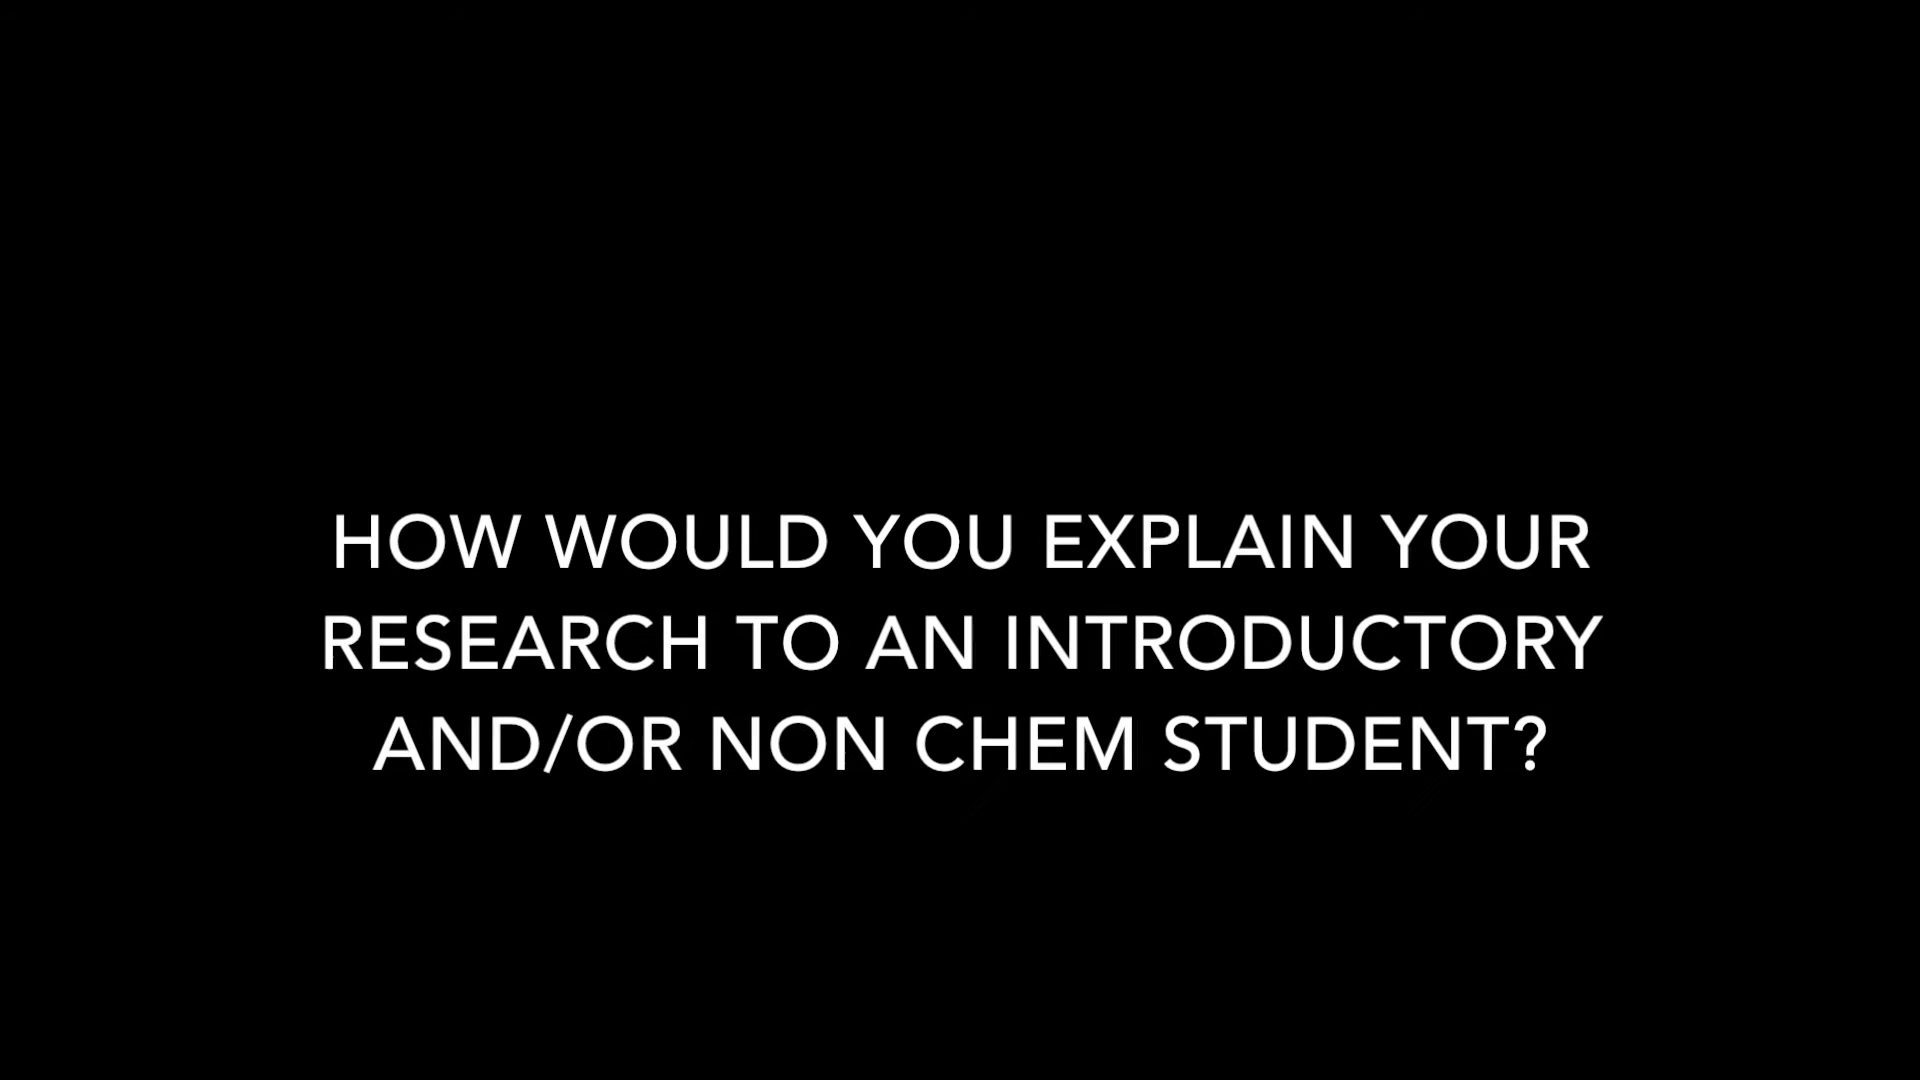 HOW WOULD YOU EXPLAIN YOUR
RESEARCH TO AN INTRODUCTORY
AND/OR NON CHEM STUDENT?